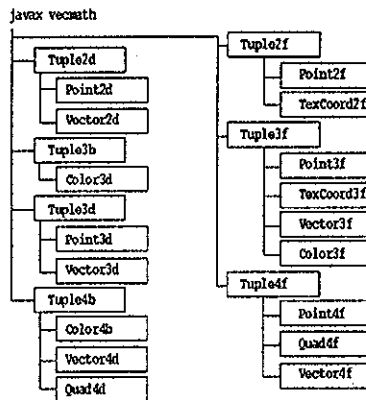 javax vecmath
Tuple2d
Point2d
Vector2d
Tuple3b
Color3d
Tuple3d
Point3d
Vector3d
Tuple4b
Color4b
Vector4d
Quad4d
Tuple2f
Point2f
TexCoord2f
Tuple3f
Point3f
TexCoord3f
Vector3f
Color3f
Tuple4f
Point4f
Quad4f
Vector4f